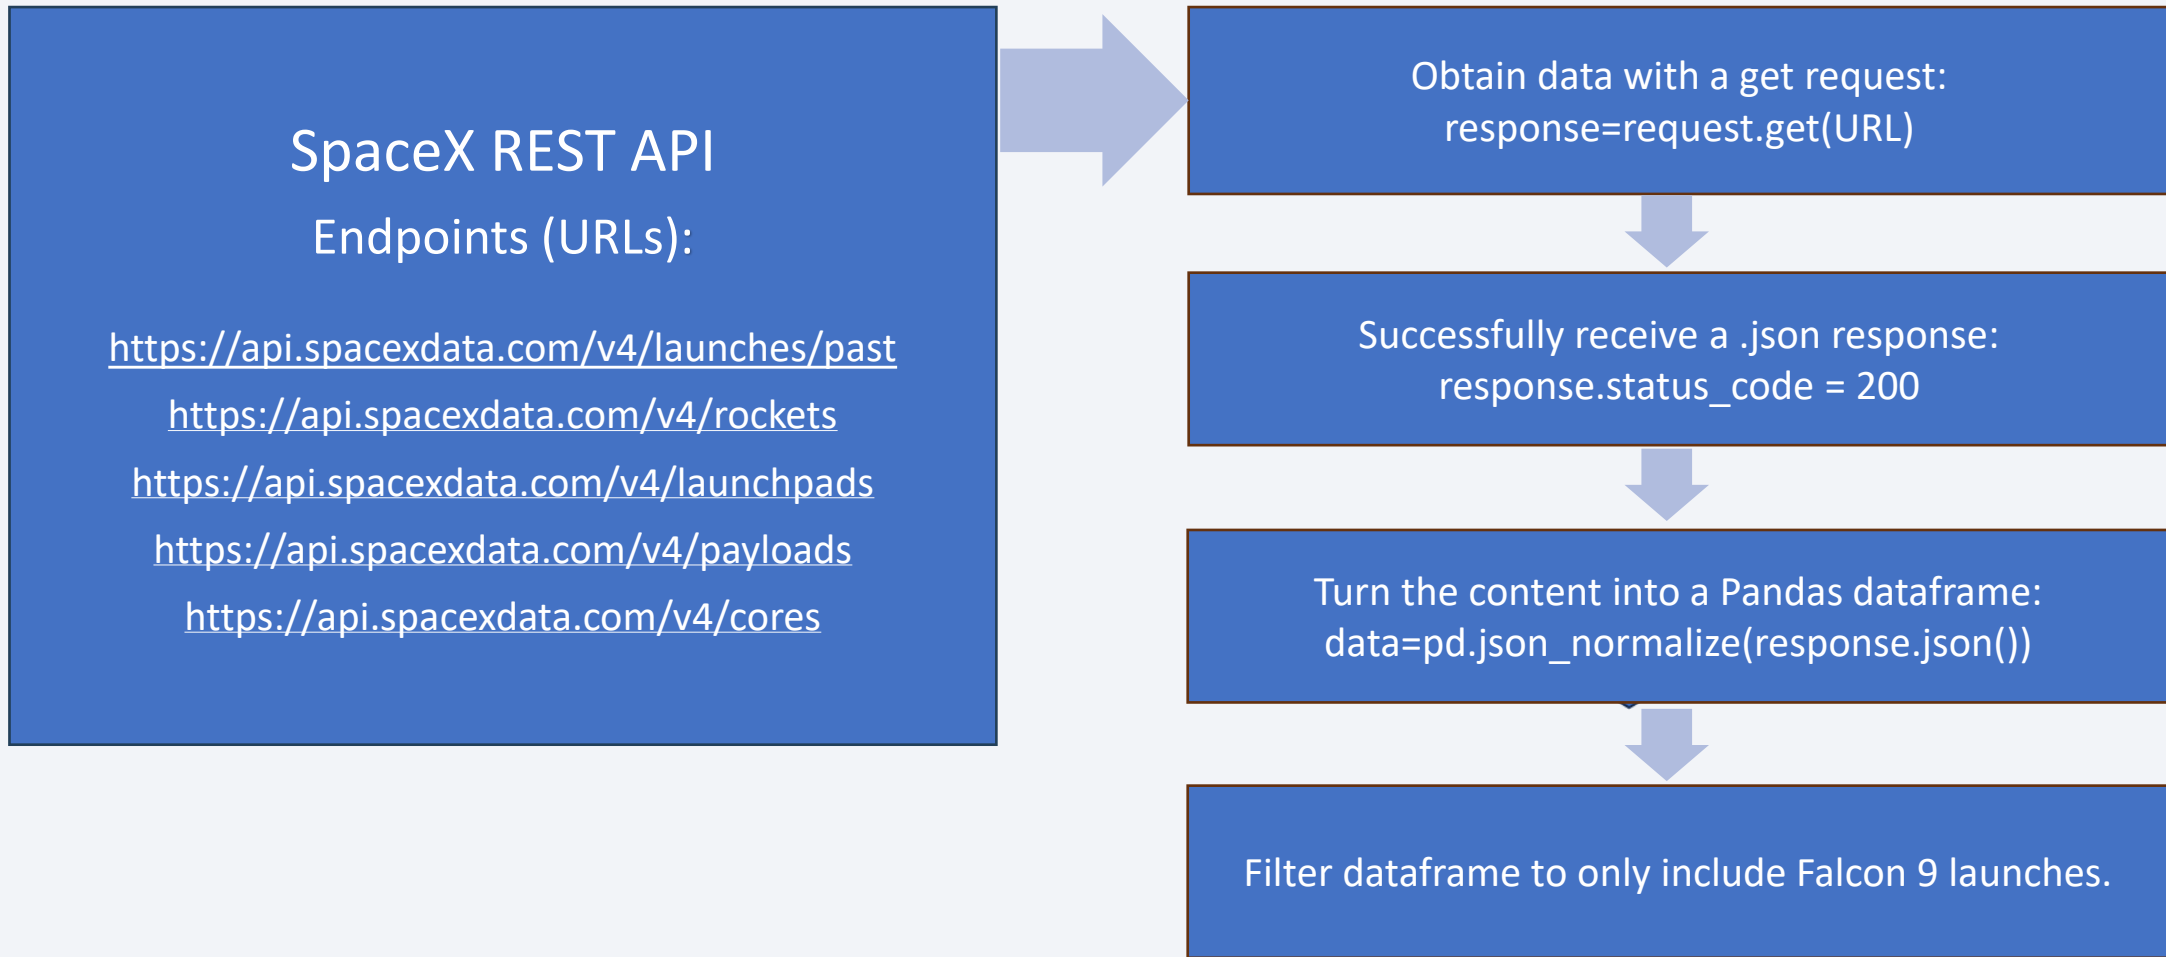 SpaceX REST API
Endpoints (URLs):
https://api.spacexdata.com/v4/launches/past
https://api.spacexdata.com/v4/rockets
https://api.spacexdata.com/v4/launchpads
https://api.spacexdata.com/v4/payloads
https://api.spacexdata.com/v4/cores
Obtain data with a get request:
response=request.get(URL)
Successfully receive a .json response:
response.status_code = 200
Turn the content into a Pandas dataframe:
data=pd.json_normalize(response.json())
Filter dataframe to only include Falcon 9 launches.